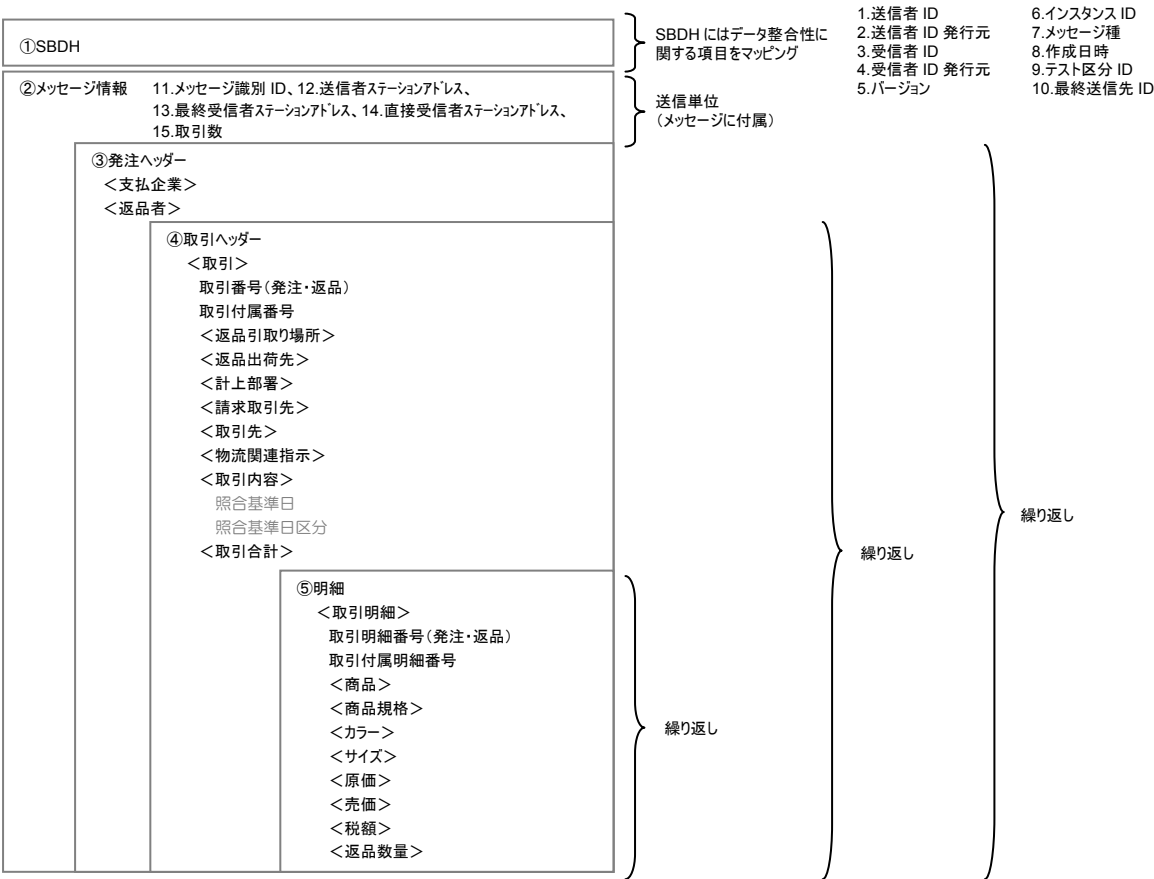 ①SBDH
SBDH にはデータ整合性に
関する項目をマッピング
1.送信者 ID
2.送信者 ID 発行元
3.受信者 ID
4.受信者 ID 発行元
5.バージョン
6.インスタンス ID
7.メッセージ種
8.作成日時
9.テスト区分 ID
10.最終送信先 ID
②メッセージ情報 11.メッセージ識別 ID、12.送信者ステーションアドレス、
13.最終受信者ステーションアドレス、14.直接受信者ステーションアドレス、
15.取引数
送信単位
(メッセージに付属)
③発注ヘッダー
＜支払企業＞
＜返品者＞
④取引ヘッダー
＜取引＞
取引番号(発注・返品)
取引付属番号
＜返品引取り場所＞
＜返品出荷先＞
＜計上部署＞
＜請求取引先＞
＜取引先＞
＜物流関連指示＞
＜取引内容＞
照合基準日
照合基準日区分
＜取引合計＞
⑤明細
＜取引明細＞
取引明細番号(発注・返品)
取引付属明細番号
＜商品＞
＜商品規格＞
＜カラー＞
＜サイズ＞
＜原価＞
＜売価＞
＜税額＞
＜返品数量＞
繰り返し
繰り返し
繰り返し